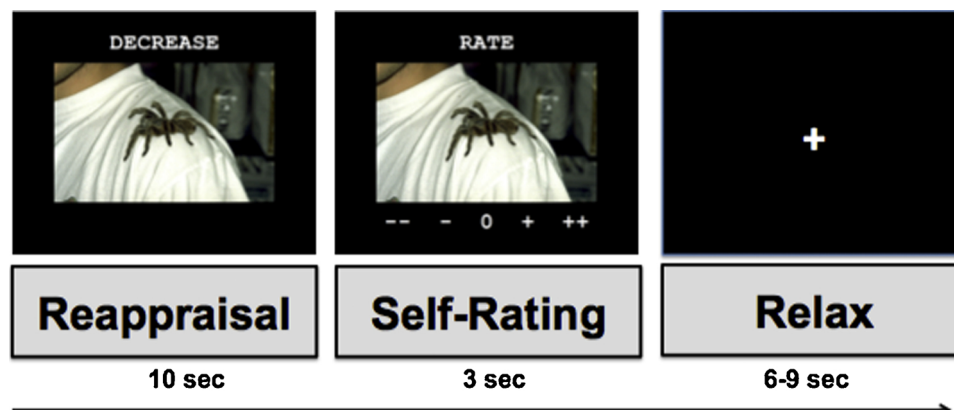 DECREASE
RATE
-- - 0 + ++
+
Reappraisal
Self-Rating
Relax
10 sec
3 sec
6-9 sec